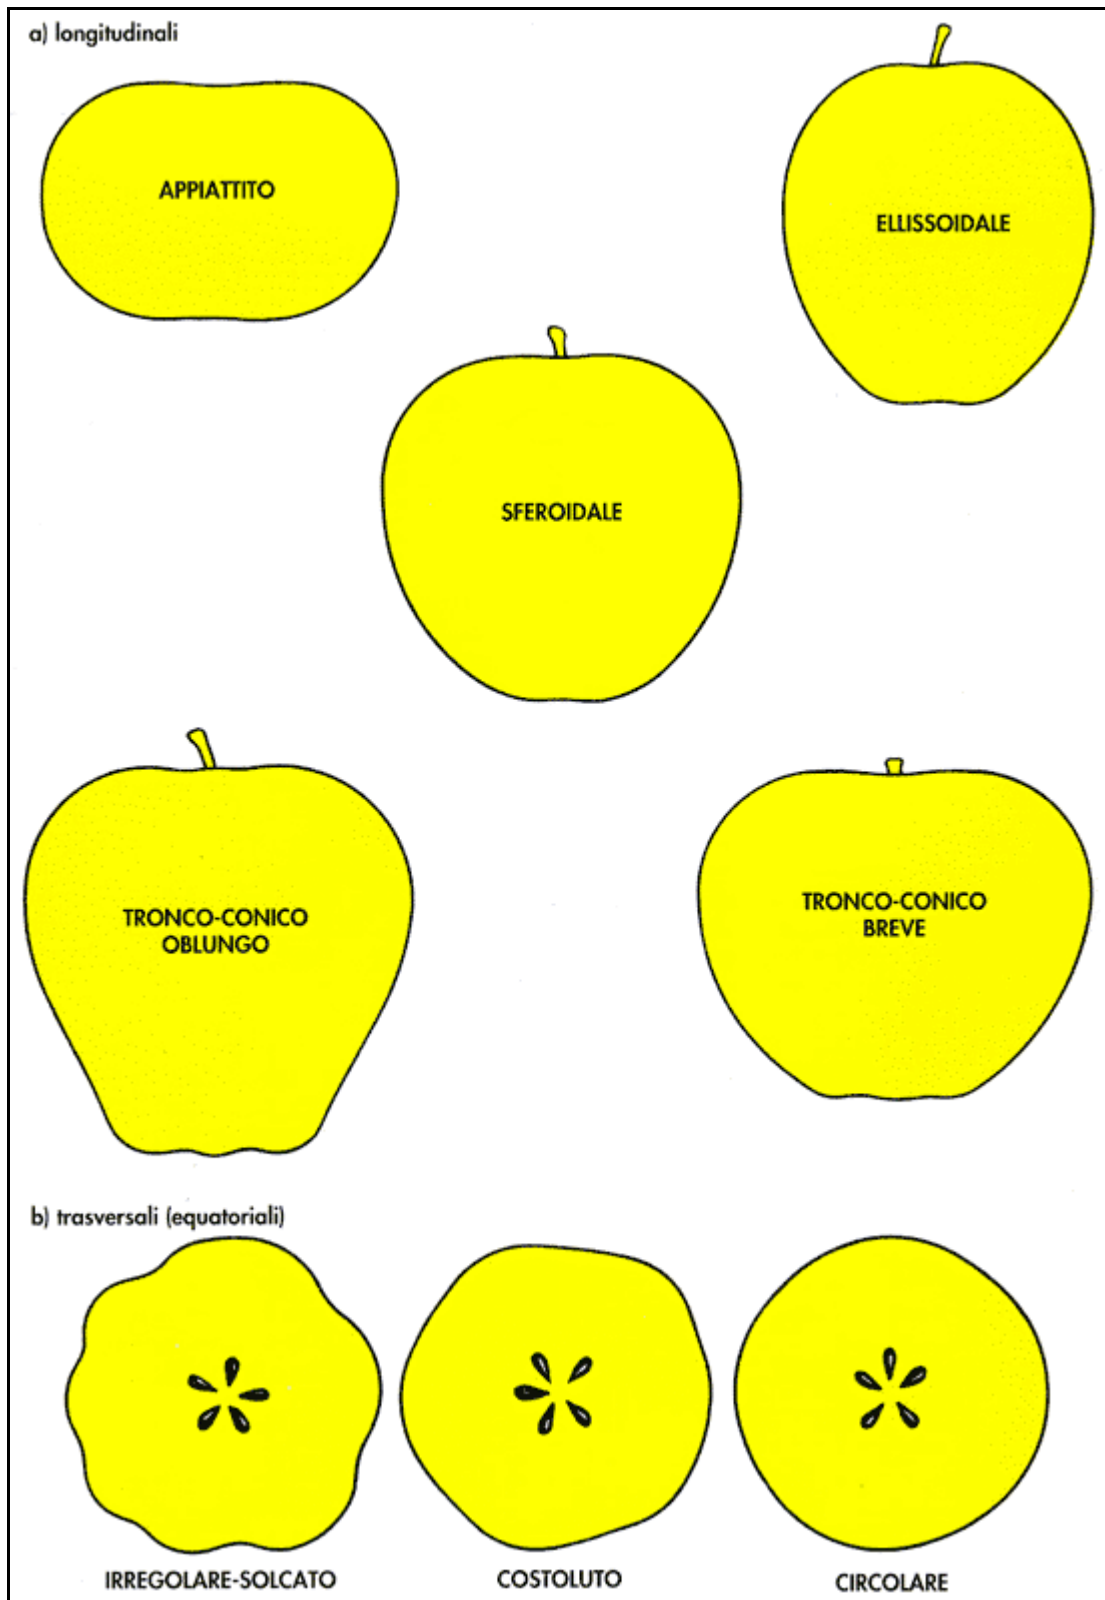 a) longitudinali
APPIATTITO
ELLISSOIDALE
SFEROIDALE
TRONCO-CONICO
OBLUNGO
TRONCO-CONICO
BREVE
b) trasversali (equatoriali)
IRREGOLARE-SOLCATO
COSTOLUTO
CIRCOLARE